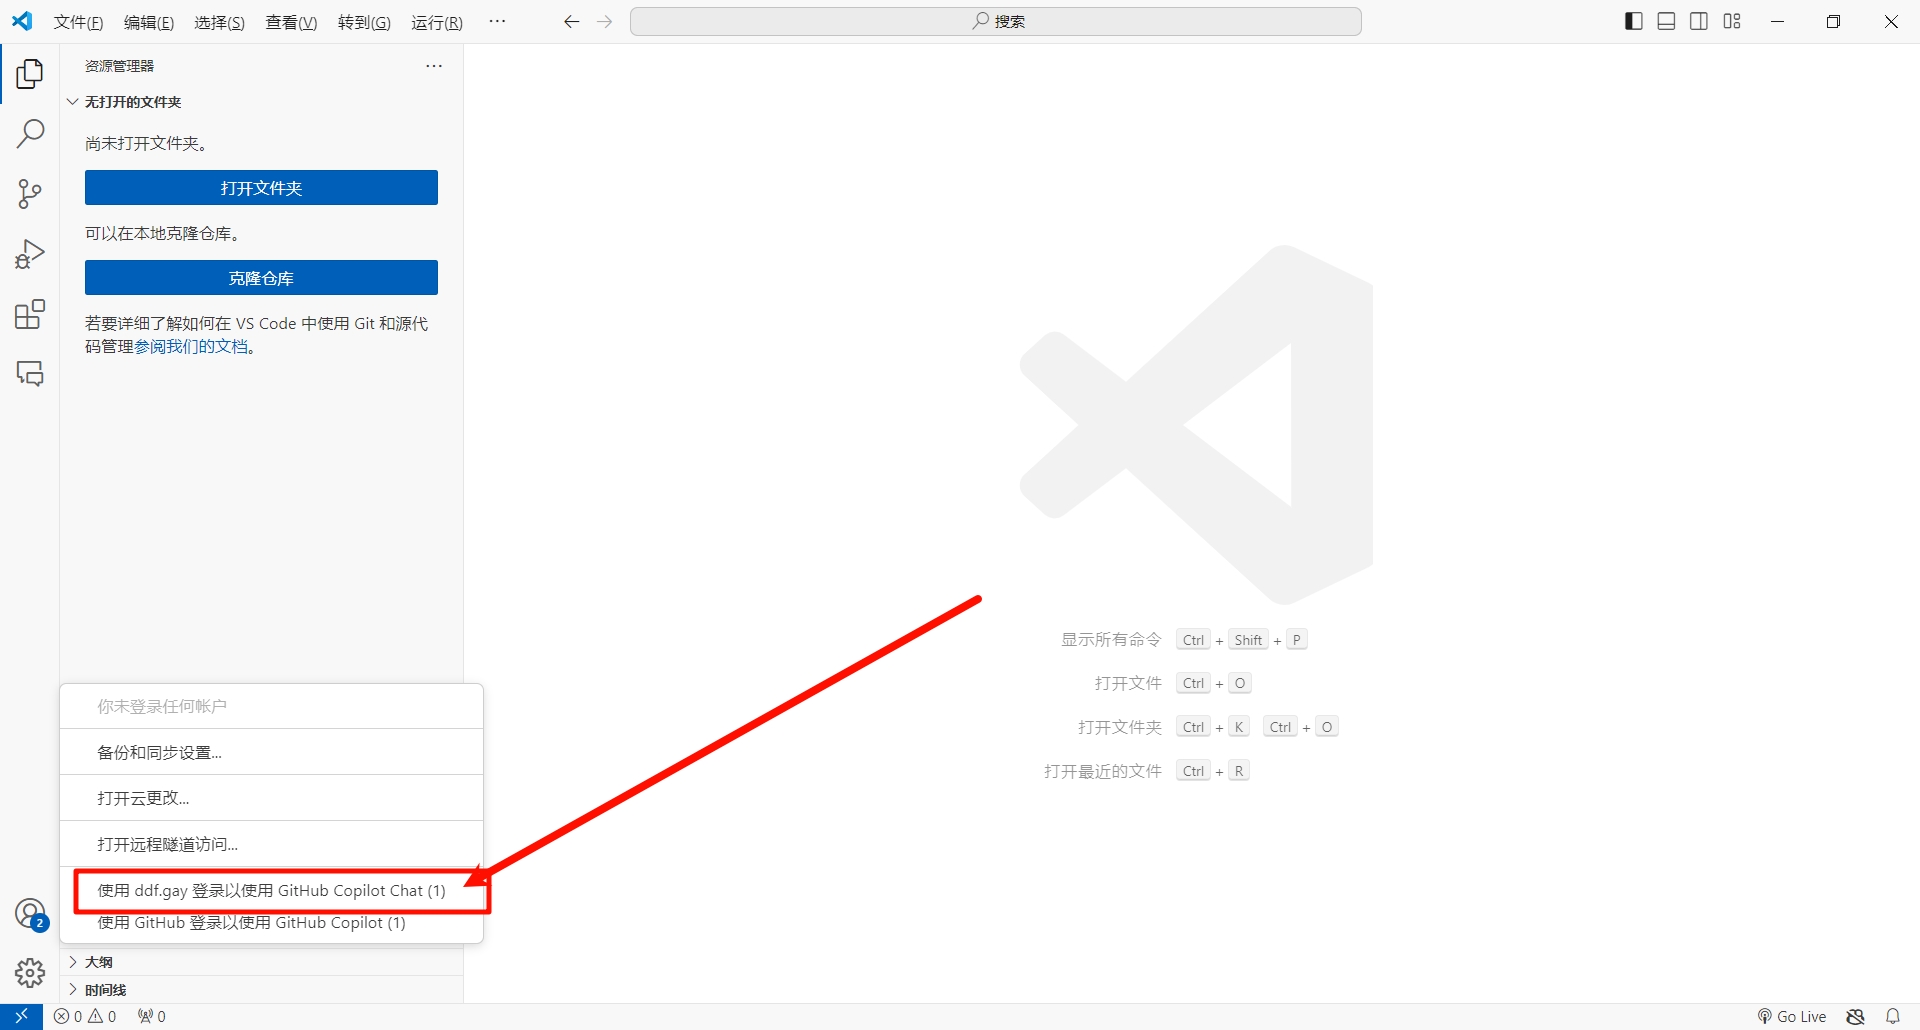 文件(F) 编辑(E) 选择(S) 查看(V) 转到(G) 运行(R) ··· 搜索
资源管理器 ···
无打开的文件夹
尚未打开文件夹。
打开文件夹
可以在本地克隆仓库。
克隆仓库
若要详细了解如何在 VS Code 中使用 Git 和源代
码管理参阅我们的文档。
显示所有命令 Ctrl + Shift + P
打开文件 Ctrl + O
打开文件夹 Ctrl + K Ctrl + O
打开最近的文件 Ctrl + R
你未登录任何帐户
备份和同步设置...
打开云更改...
打开远程隧道访问...
使用 ddf.gay 登录以使用 GitHub Copilot Chat (1)
使用 GitHub 登录以使用 GitHub Copilot (1)
2
大纲
时间线
0 0 0 Go Live